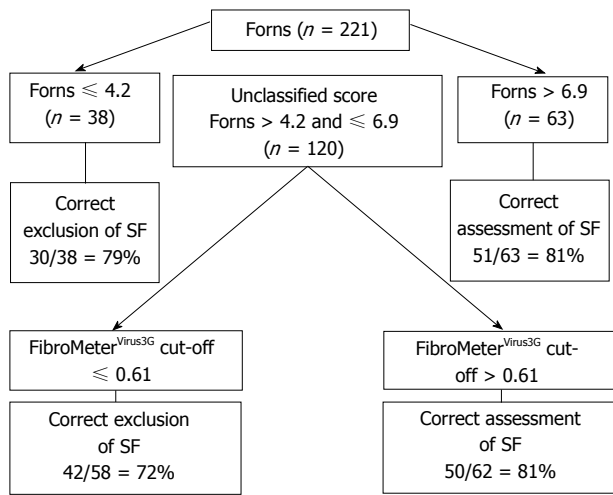 Forns (n = 221)
Forns ≤ 4.2
(n = 38)
Unclassified score
Forns > 4.2 and ≤ 6.9
(n = 120)
Forns > 6.9
(n = 63)
Correct
exclusion of SF
30/38 = 79%
Correct
assessment of SF
51/63 = 81%
FibroMeterVirus3G cut-off
≤ 0.61
FibroMeterVirus3G cut-
off > 0.61
Correct exclusion
of SF
42/58 = 72%
Correct assessment
of SF
50/62 = 81%